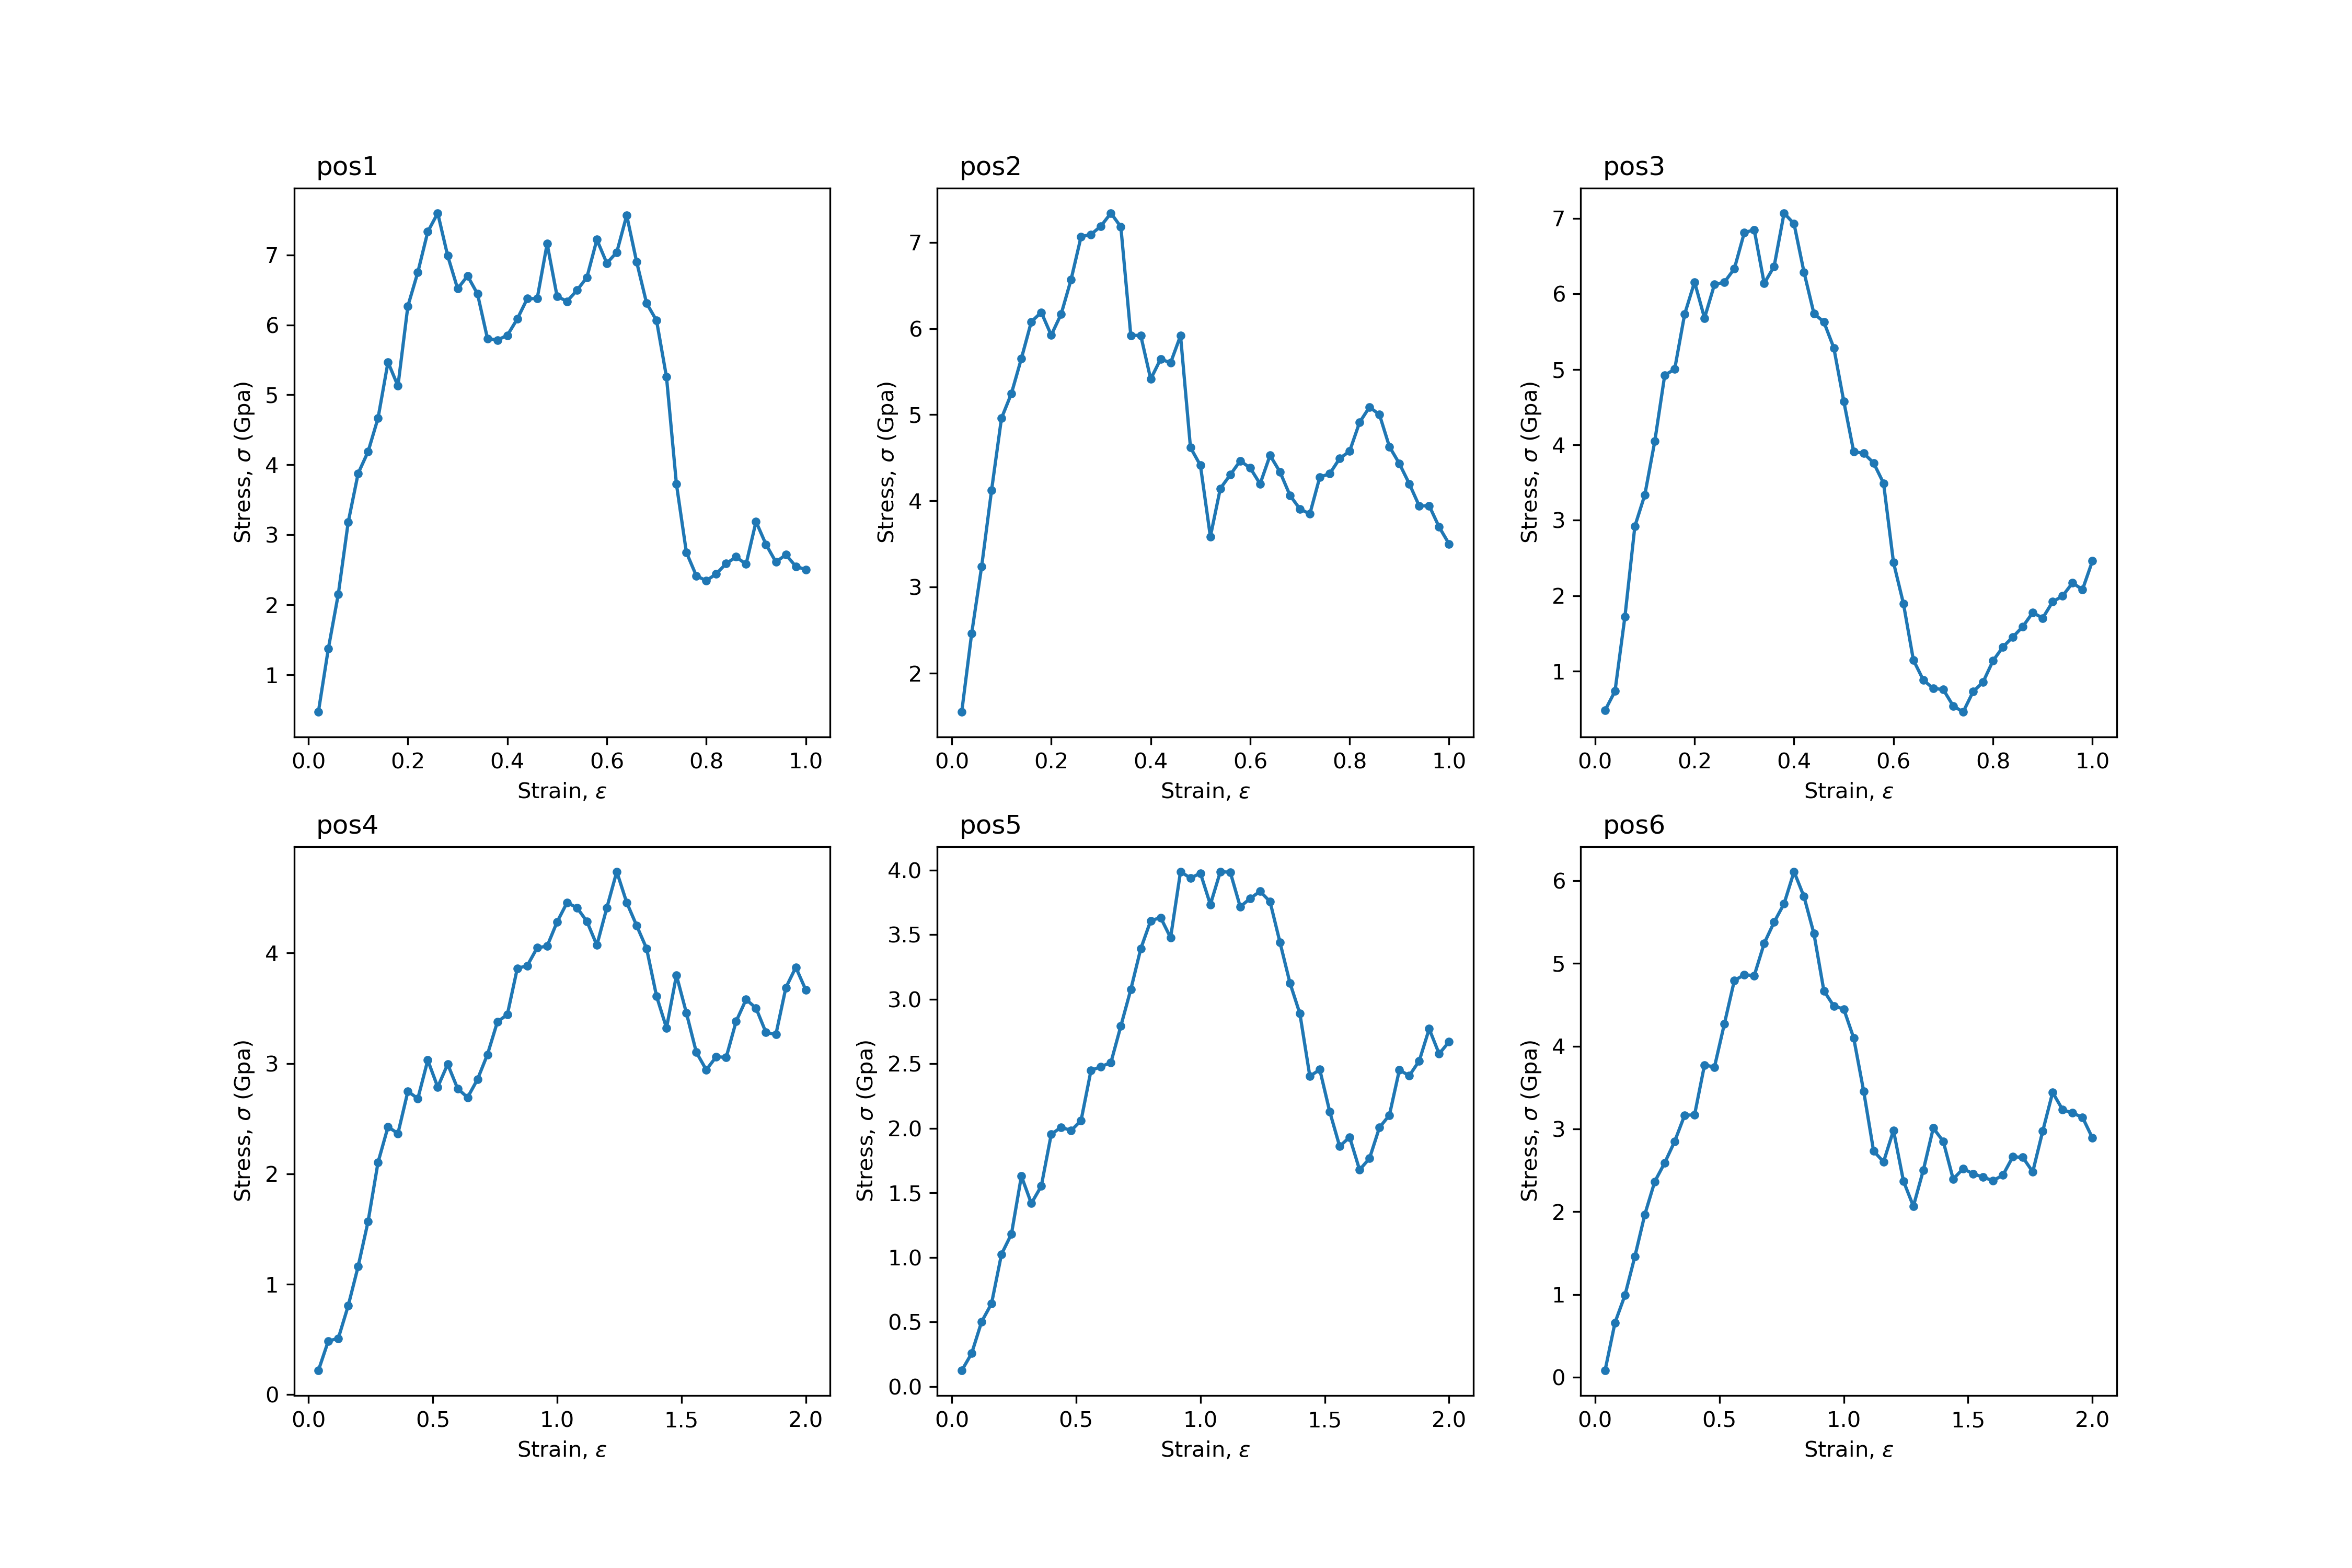 pos1
7
6
5
4
3
2
1
Stress, σ (Gpa)
0.0 0.2 0.4 0.6 0.8 1.0
Strain, ε
pos2
7
6
5
4
3
2
Stress, σ (Gpa)
0.0 0.2 0.4 0.6 0.8 1.0
Strain, ε
pos3
7
6
5
4
3
2
1
Stress, σ (Gpa)
0.0 0.2 0.4 0.6 0.8 1.0
Strain, ε
pos4
4
3
2
1
0
Stress, σ (Gpa)
0.0 0.5 1.0 1.5 2.0
Strain, ε
pos5
4.0
3.5
3.0
2.5
2.0
1.5
1.0
0.5
0.0
Stress, σ (Gpa)
0.0 0.5 1.0 1.5 2.0
Strain, ε
pos6
6
5
4
3
2
1
0
Stress, σ (Gpa)
0.0 0.5 1.0 1.5 2.0
Strain, ε